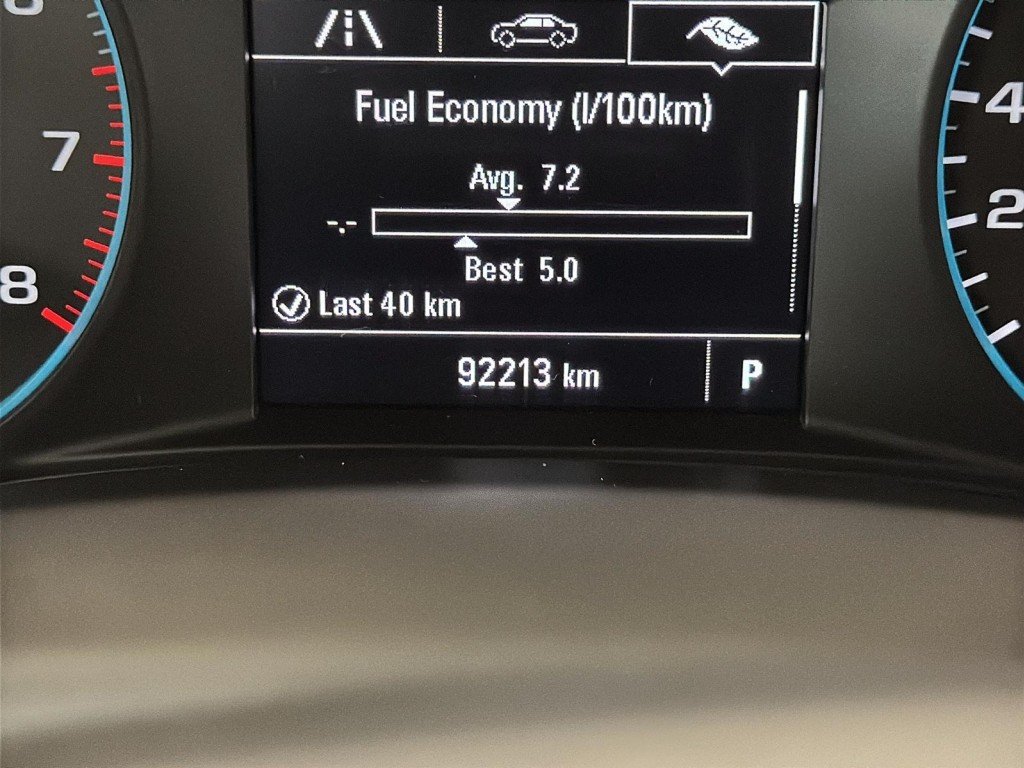 Fuel Economy (l/100km)
Avg. 7.2
-.-
Best 5.0
Last 40 km
92213 km P
7
8
4
2